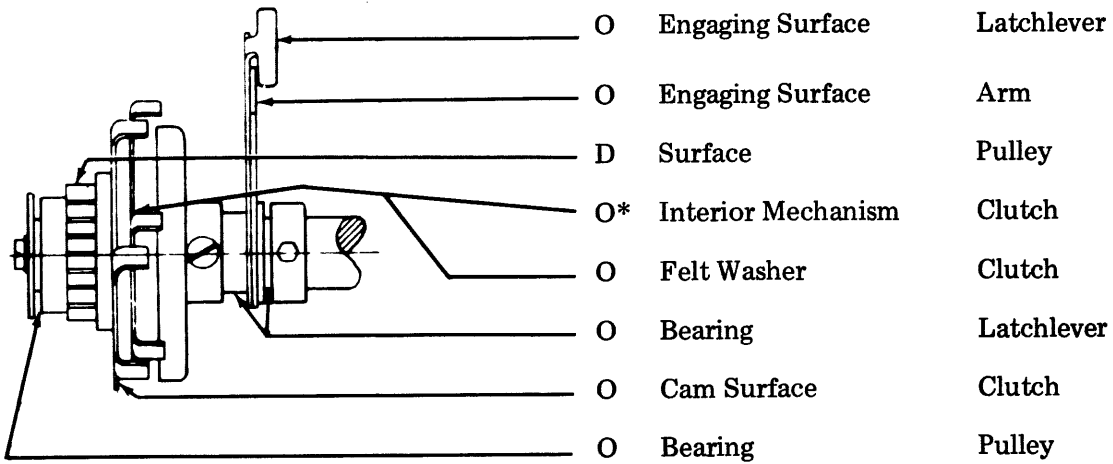 O Engaging Surface Latchlever
O Engaging Surface Arm
D Surface Pulley
O* Interior Mechanism Clutch
O Felt Washer Clutch
O Bearing Latchlever
O Cam Surface Clutch
O Bearing Pulley